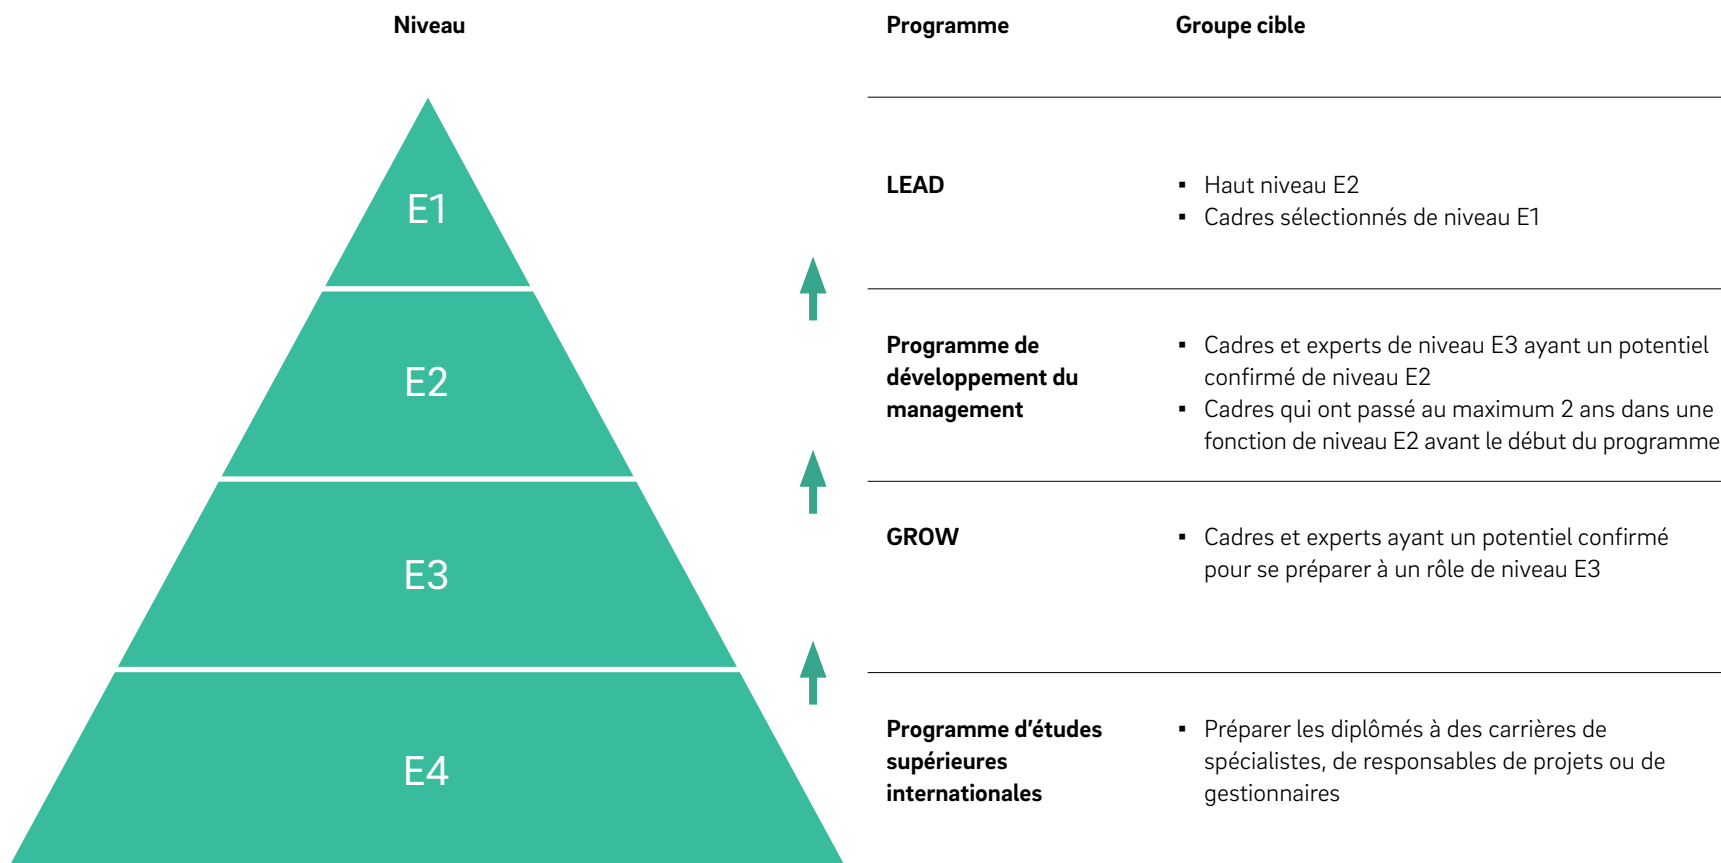 Niveau
Programme
Groupe cible
E1
LEAD
▪ Haut niveau E2
▪ Cadres sélectionnés de niveau E1
E2
Programme de
développement du
management
▪ Cadres et experts de niveau E3 ayant un potentiel
confirmé de niveau E2
▪ Cadres qui ont passé au maximum 2 ans dans une
fonction de niveau E2 avant le début du programme
E3
GROW
▪ Cadres et experts ayant un potentiel confirmé
pour se préparer à un rôle de niveau E3
E4
Programme d’études
supérieures
internationales
▪ Préparer les diplômés à des carrières de
spécialistes, de responsables de projets ou de
gestionnaires